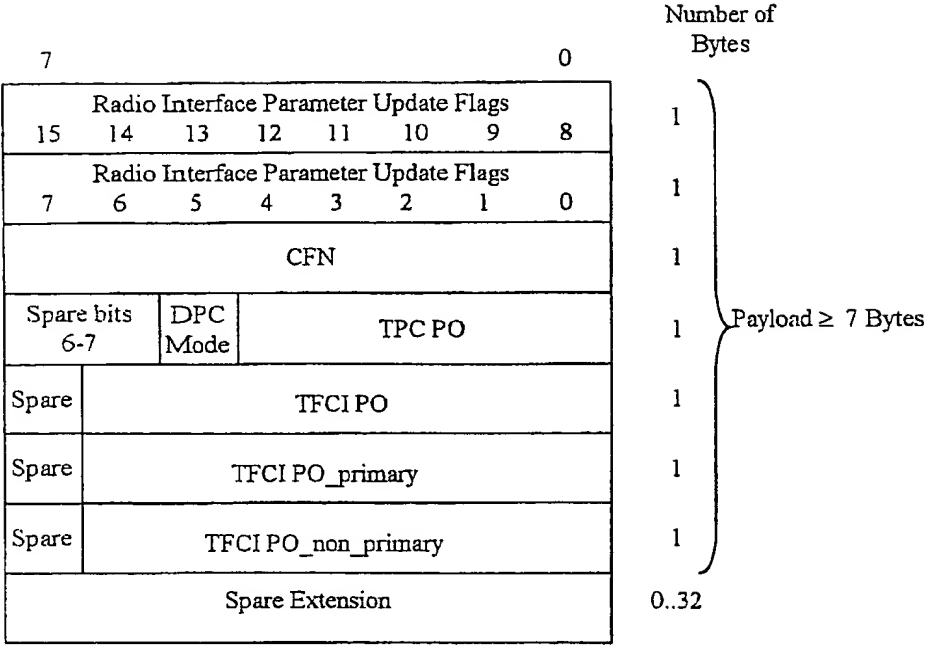 Number of
Bytes
7 0
Radio Interface Parameter Update Flags
15 14 13 12 11 10 9 8
1
Radio Interface Parameter Update Flags
7 6 5 4 3 2 1 0
1
CFN
1
Spare bits
6-7
DPC
Mode
TPC PO
1
Payload ≥ 7 Bytes
Spare
TFCI PO
1
Spare
TFCI PO_primary
1
Spare
TFCI PO_non_primary
1
Spare Extension
0..32